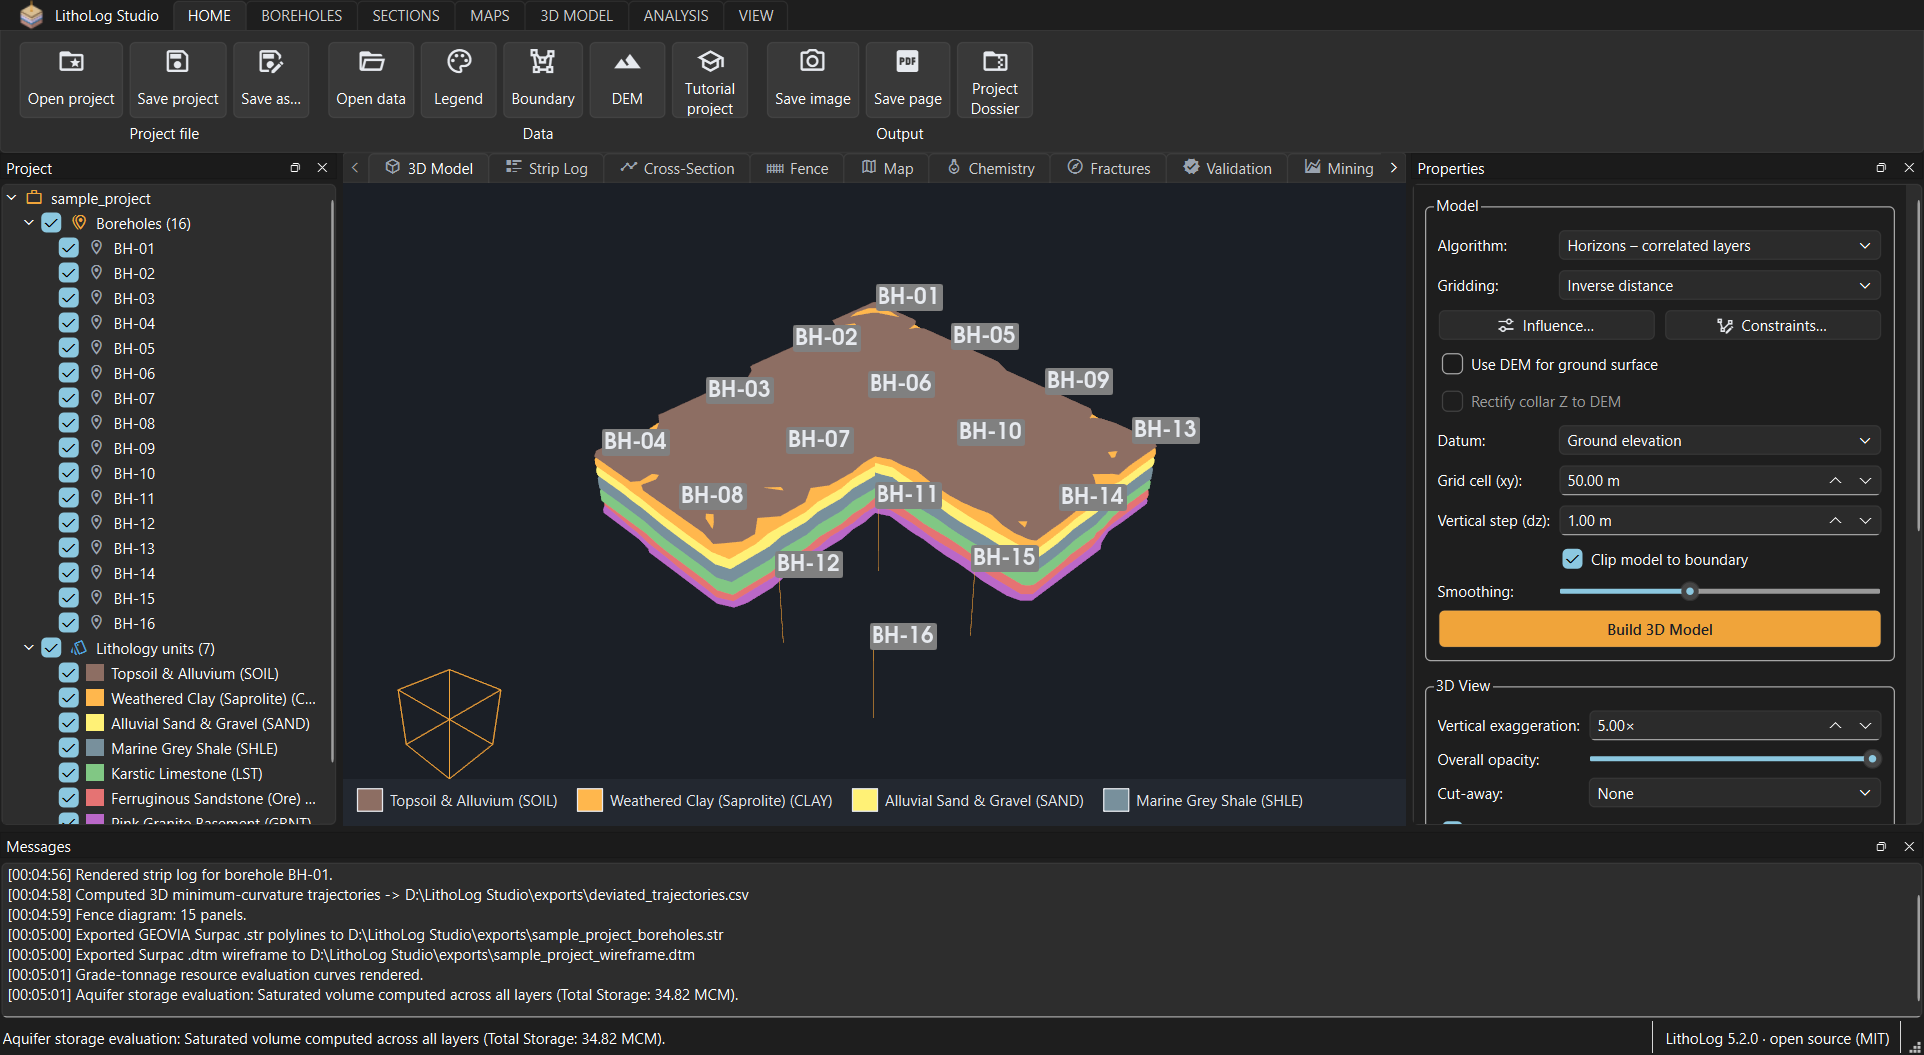 LithoLog Studio
HOME
BOREHOLES
SECTIONS
MAPS
3D MODEL
ANALYSIS
VIEW
Open project
Save project
Save as...
Open data
Legend
Boundary
DEM
Tutorial
project
Save image
PDF
Save page
Project
Dossier
Project file
Data
Output
Project
sample_project
Boreholes (16)
BH-01
BH-02
BH-03
BH-04
BH-05
BH-06
BH-07
BH-08
BH-09
BH-10
BH-11
BH-12
BH-13
BH-14
BH-15
BH-16
Lithology units (7)
Topsoil & Alluvium (SOIL)
Weathered Clay (Saprolite) (C...
Alluvial Sand & Gravel (SAND)
Marine Grey Shale (SHLE)
Karstic Limestone (LST)
Ferruginous Sandstone (Ore) ...
Pink Granite Basement (GRNT)
3D Model
Strip Log
Cross-Section
Fence
Map
Chemistry
Fractures
Validation
Mining
BH-01
BH-02
BH-05
BH-03
BH-06
BH-09
BH-04
BH-07
BH-10
BH-13
BH-08
BH-11
BH-14
BH-12
BH-15
BH-16
Topsoil & Alluvium (SOIL)
Weathered Clay (Saprolite) (CLAY)
Alluvial Sand & Gravel (SAND)
Marine Grey Shale (SHLE)
Properties
Model
Algorithm:
Horizons – correlated layers
Gridding:
Inverse distance
Influence...
Constraints...
Use DEM for ground surface
Rectify collar Z to DEM
Datum:
Ground elevation
Grid cell (xy):
50.00 m
Vertical step (dz):
1.00 m
Clip model to boundary
Smoothing:
Build 3D Model
3D View
Vertical exaggeration:
5.00×
Overall opacity:
Cut-away:
None
Messages
[00:04:56] Rendered strip log for borehole BH-01.
[00:04:58] Computed 3D minimum-curvature trajectories -> D:\LithoLog Studio\exports\deviated_trajectories.csv
[00:04:59] Fence diagram: 15 panels.
[00:05:00] Exported GEOVIA Surpac .str polylines to D:\LithoLog Studio\exports\sample_project_boreholes.str
[00:05:00] Exported Surpac .dtm wireframe to D:\LithoLog Studio\exports\sample_project_wireframe.dtm
[00:05:01] Grade-tonnage resource evaluation curves rendered.
[00:05:01] Aquifer storage evaluation: Saturated volume computed across all layers (Total Storage: 34.82 MCM).
Aquifer storage evaluation: Saturated volume computed across all layers (Total Storage: 34.82 MCM).
LithoLog 5.2.0 · open source (MIT)